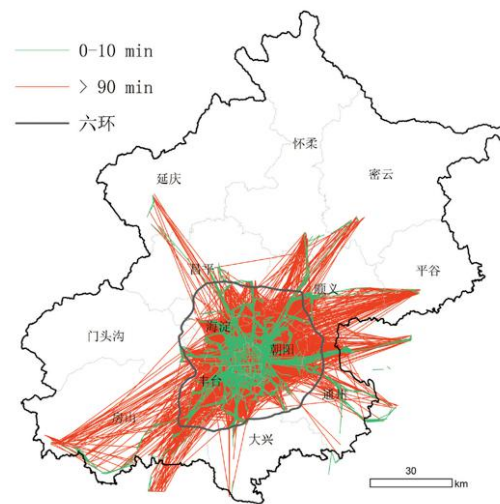 0-10 min
> 90 min
六环
怀柔
延庆
密云
昌平
顺义
平谷
海淀
门头沟
朝阳
丰台
通州
房山
大兴
30
km